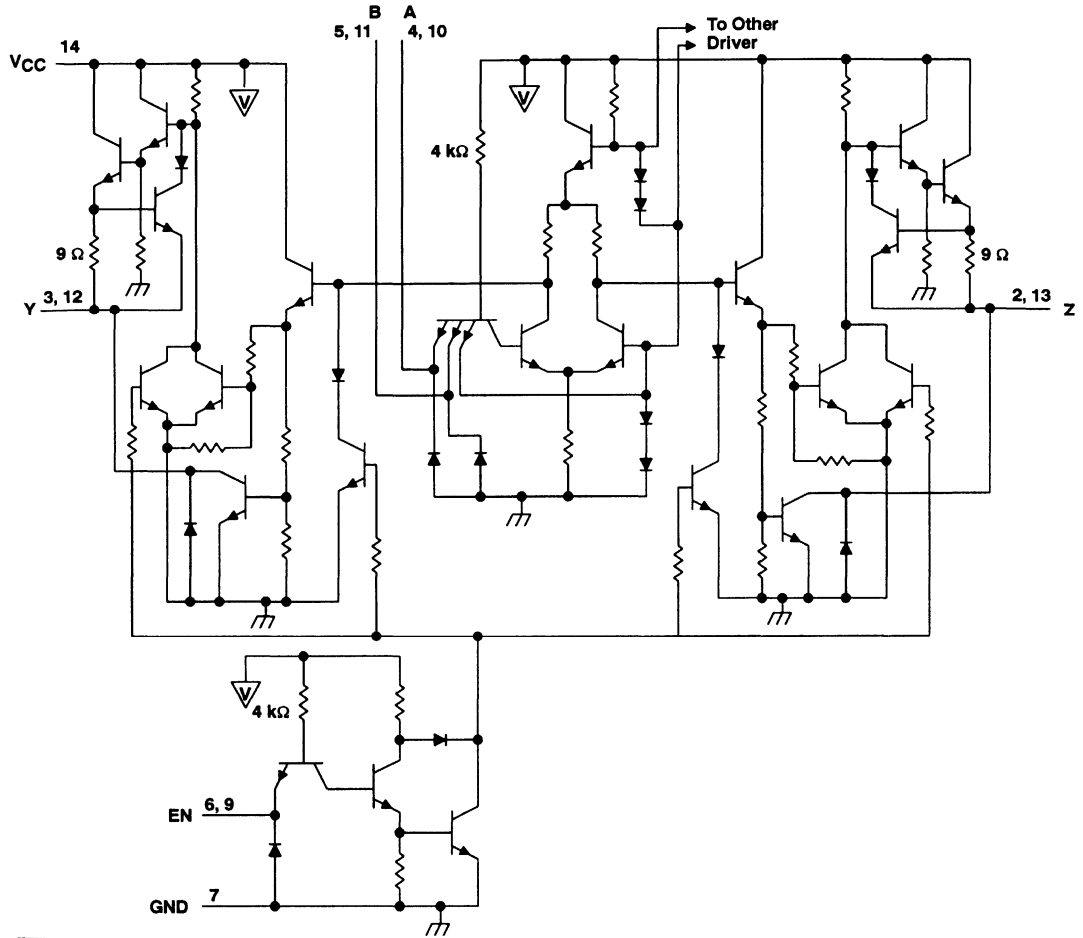 B A
5, 11 4, 10
To Other
Driver
VCC 14
V
V
4 kΩ
9 Ω
9 Ω
Y 3, 12
2, 13 Z
V
4 kΩ
EN 6, 9
GND 7